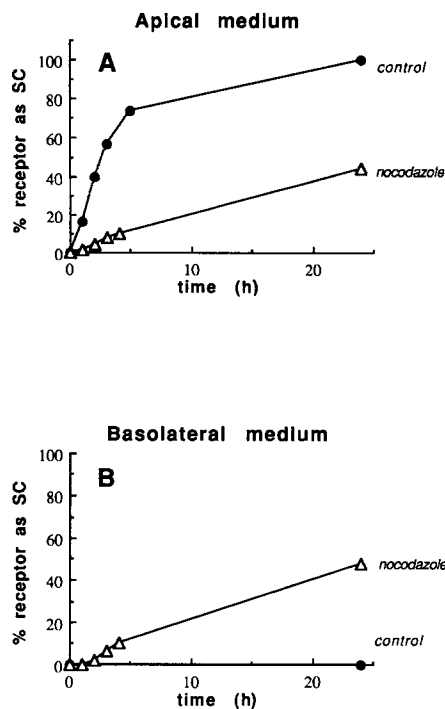 Apical medium
A
% receptor as SC
100
80
60
40
20
0
control
nocodazole
0
10
20
time (h)
Basolateral medium
B
% receptor as SC
100
80
60
40
20
0
nocodazole
control
0
10
20
time (h)